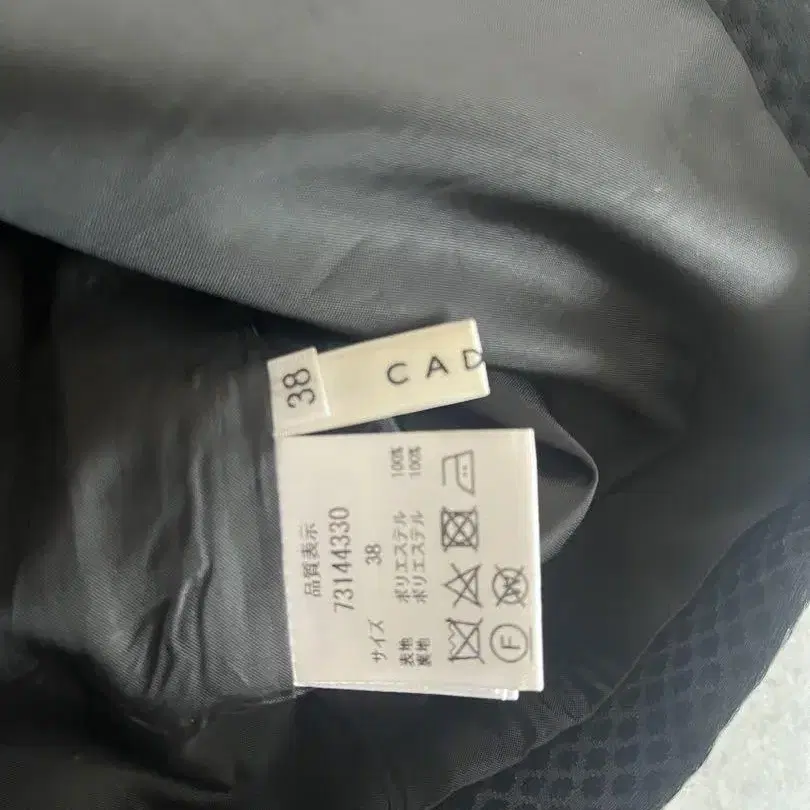 38
CAD
品質表示
73144330
サイズ 38
表地 ポリエステル 100%
裏地 ポリエステル 100%
F W